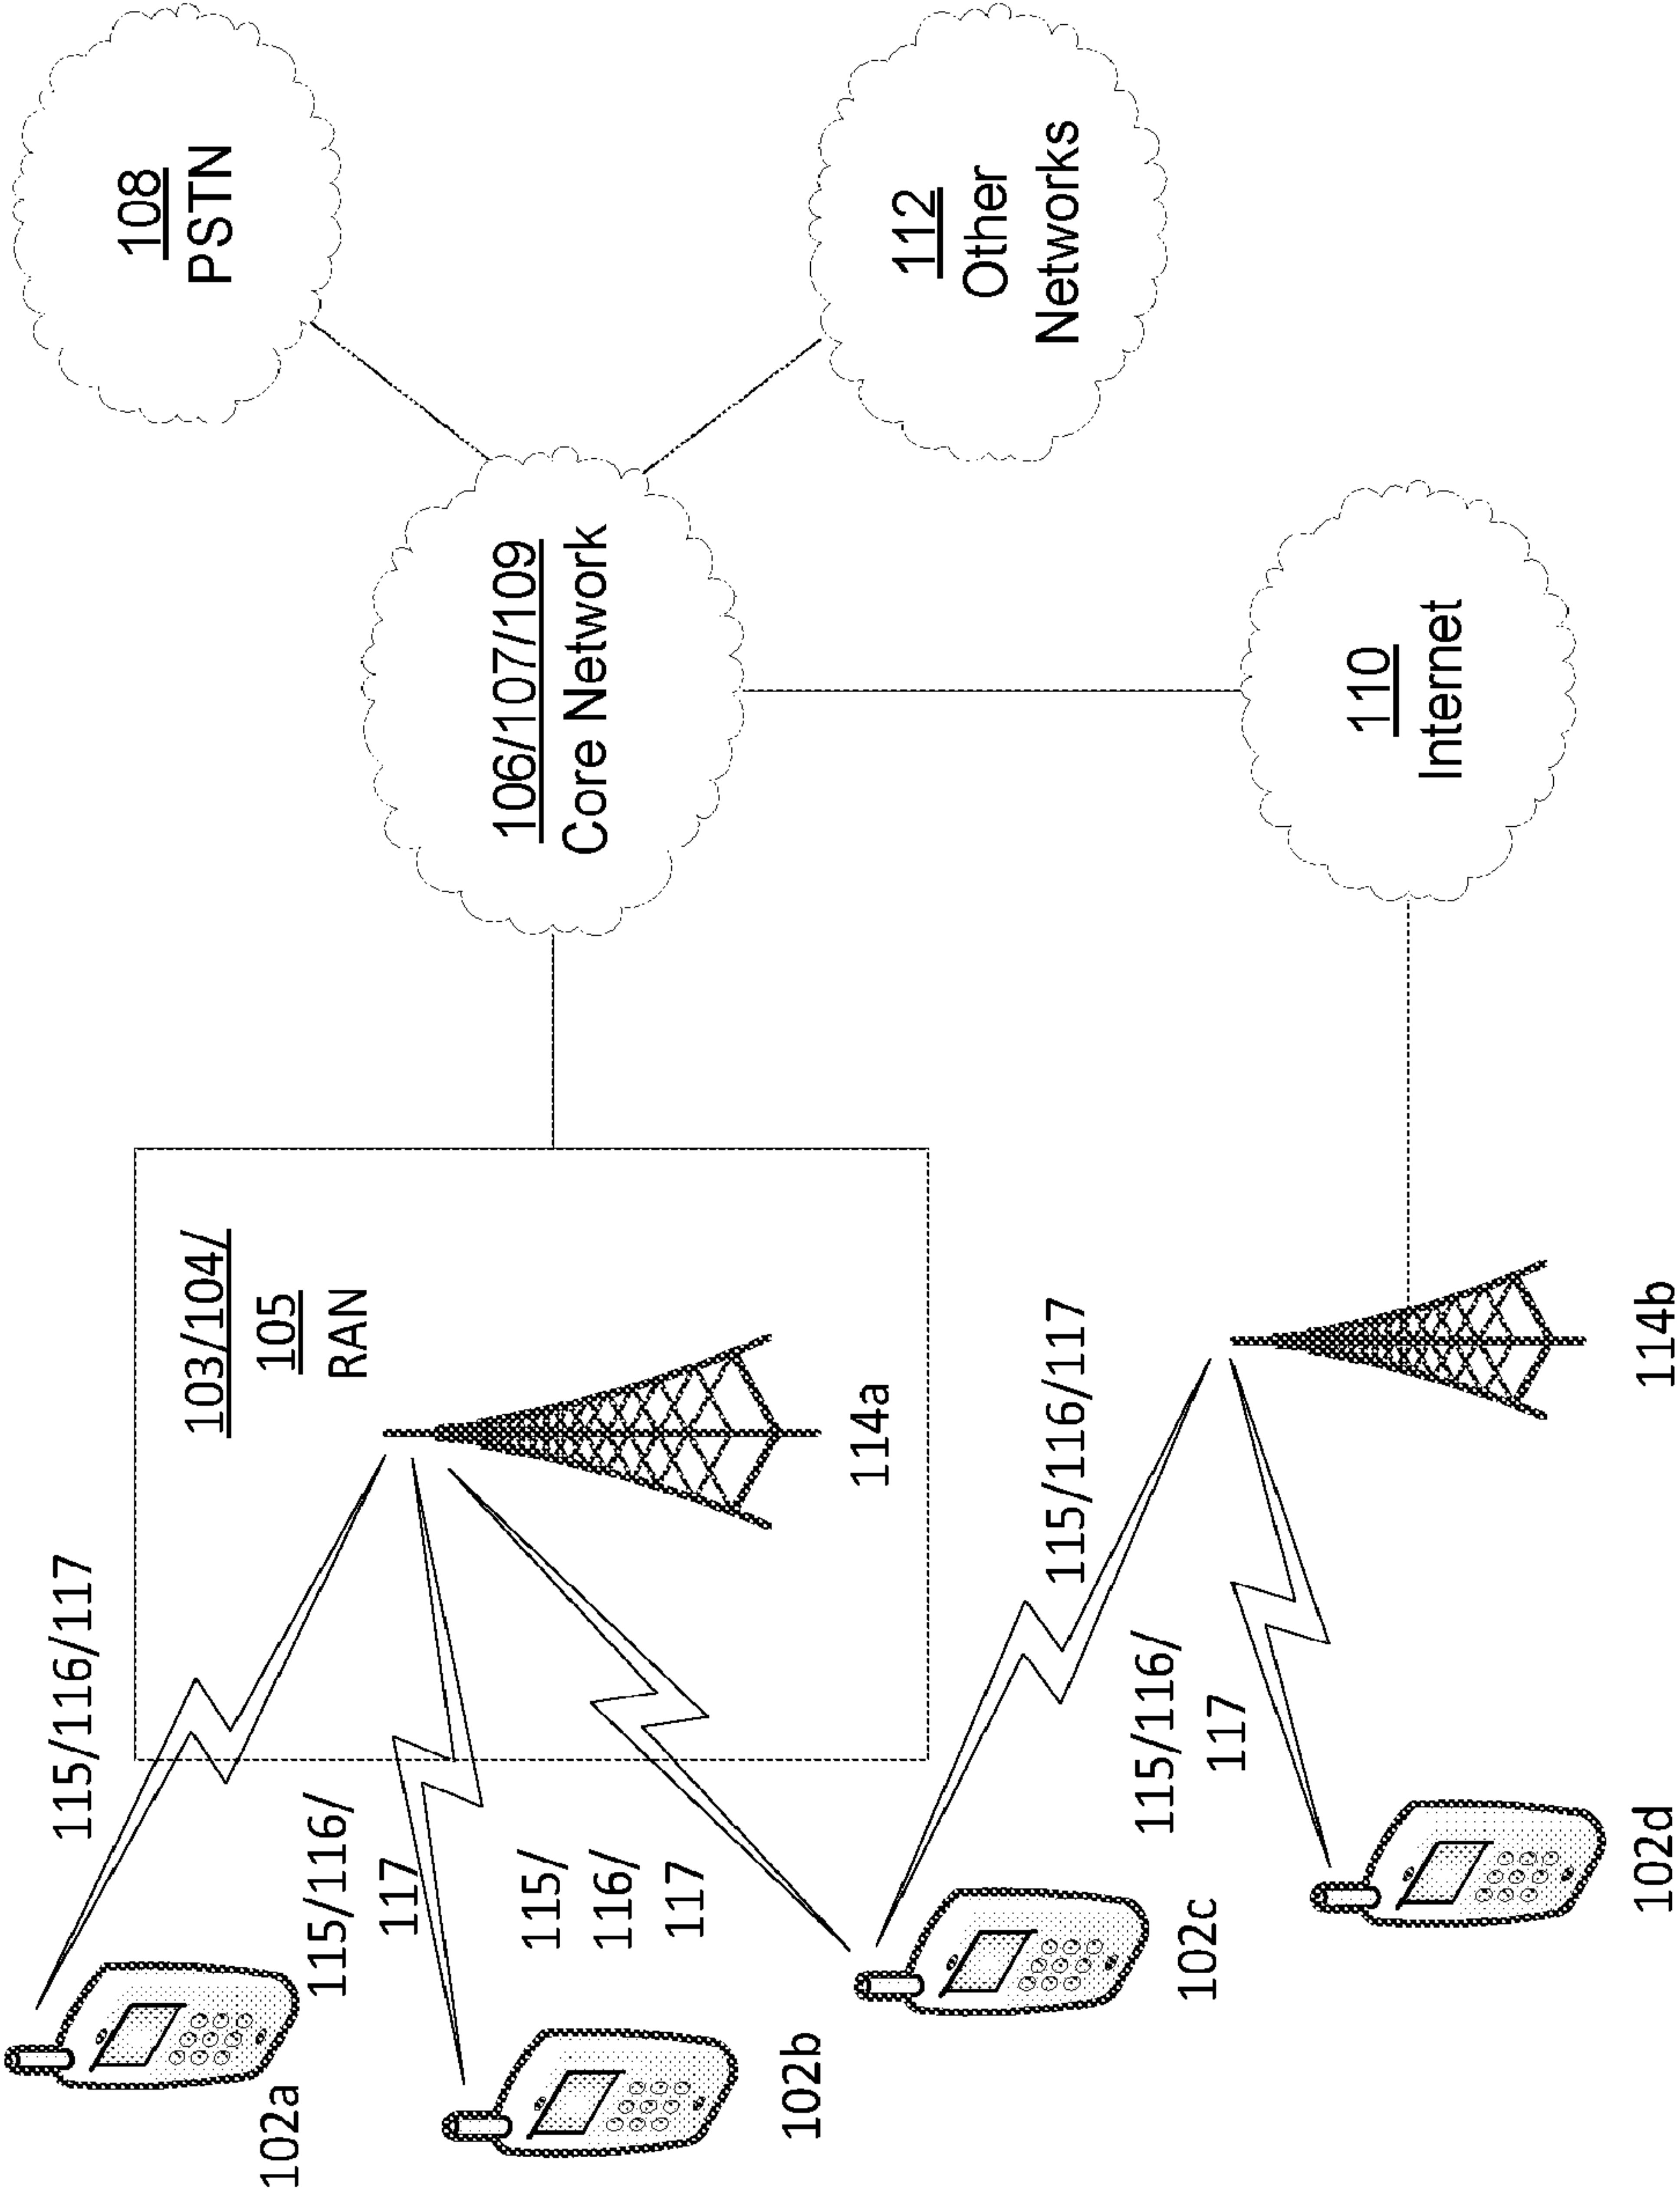 115/116/117
108
PSTN
103/104/
105
RAN
102a
115/116/
117
106/107/109
Core Network
115/
116/
117
102b
114a
112
Other
Networks
115/116/117
102c
115/116/
117
110
Internet
102d
114b